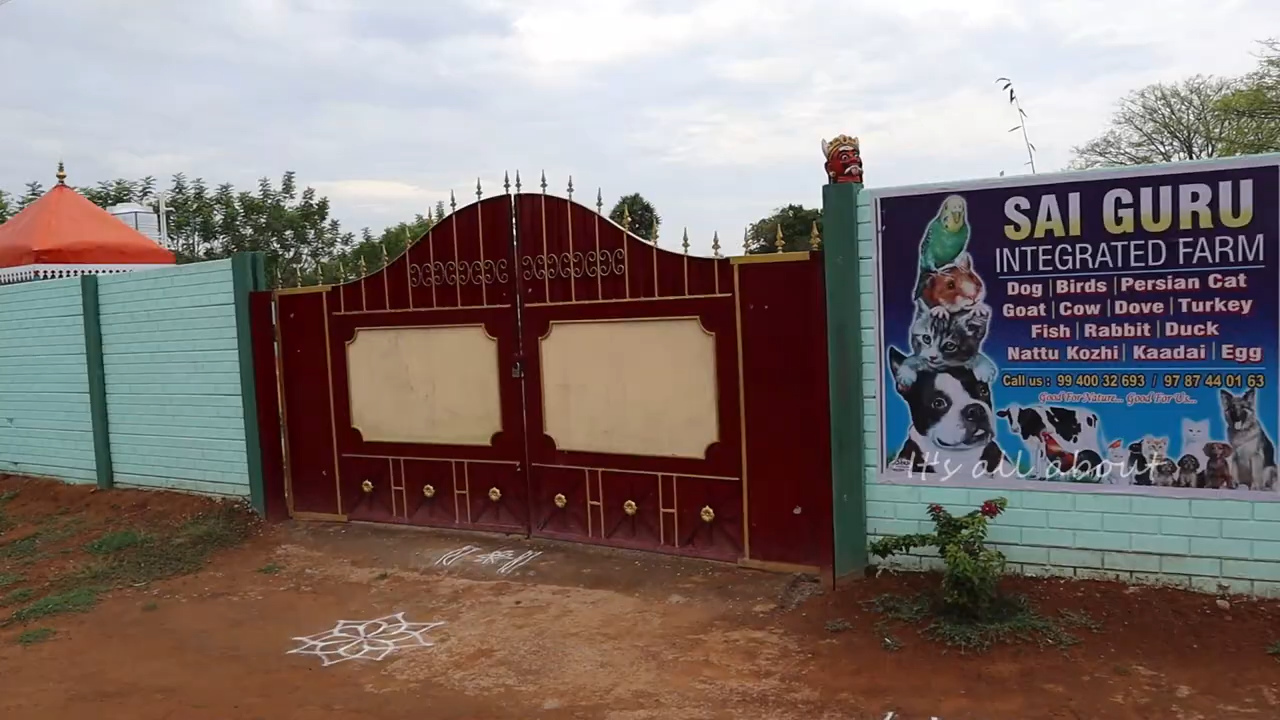 SAI GURU
INTEGRATED FARM
Dog | Birds | Persian Cat
Goat | Cow | Dove | Turkey
Fish | Rabbit | Duck
Nattu Kozhi | Kaadai | Egg
Call us : 99 400 32 693 / 97 87 44 01 63
Good For Nature... Good For Us...
It's all about